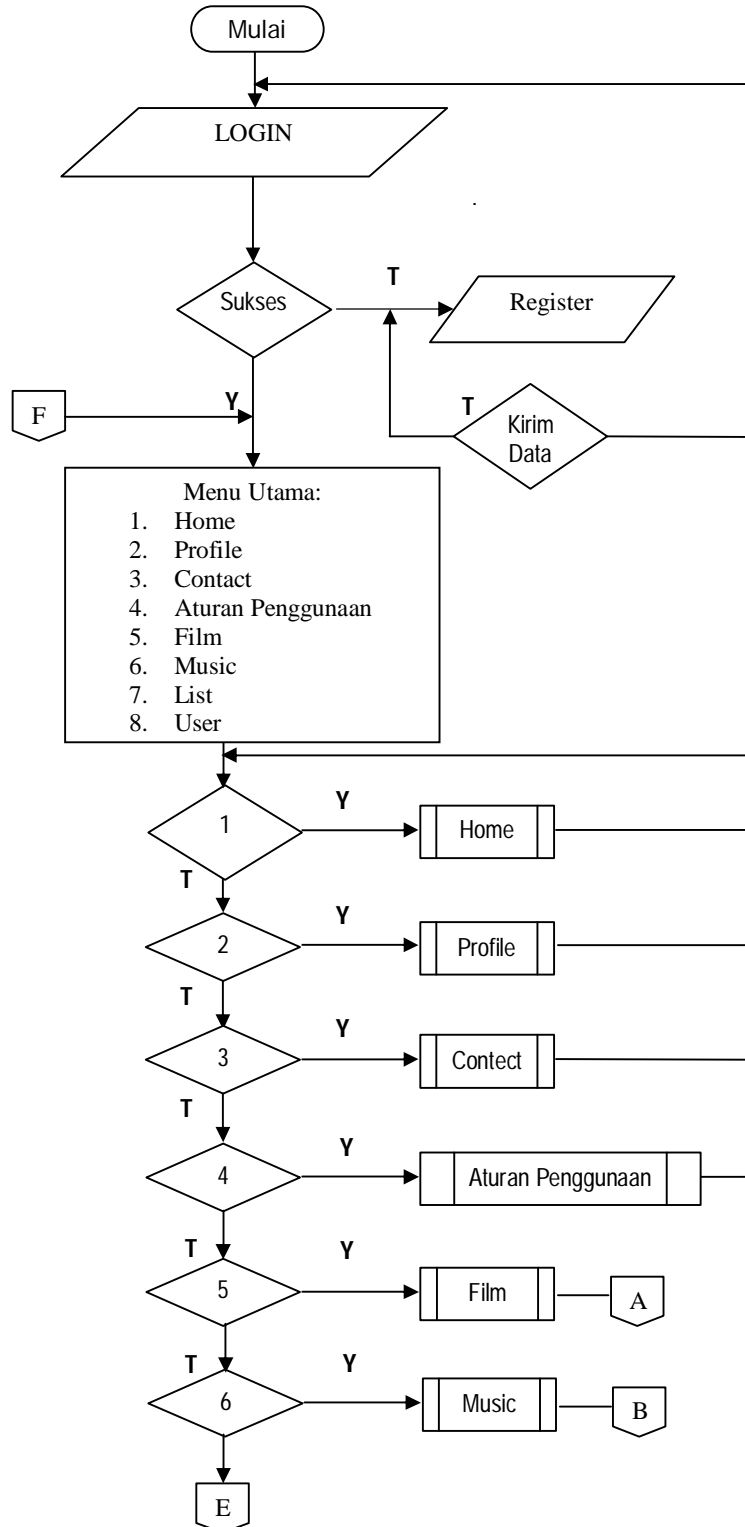 Mulai
LOGIN
Sukses
T
Register
F
Y
T
Kirim
Data
Menu Utama:
1. Home
2. Profile
3. Contact
4. Aturan Penggunaan
5. Film
6. Music
7. List
8. User
1
Y
Home
T
2
Y
Profile
T
3
Y
Contect
T
4
Y
Aturan Penggunaan
T
5
Y
Film
A
T
6
Y
Music
B
E